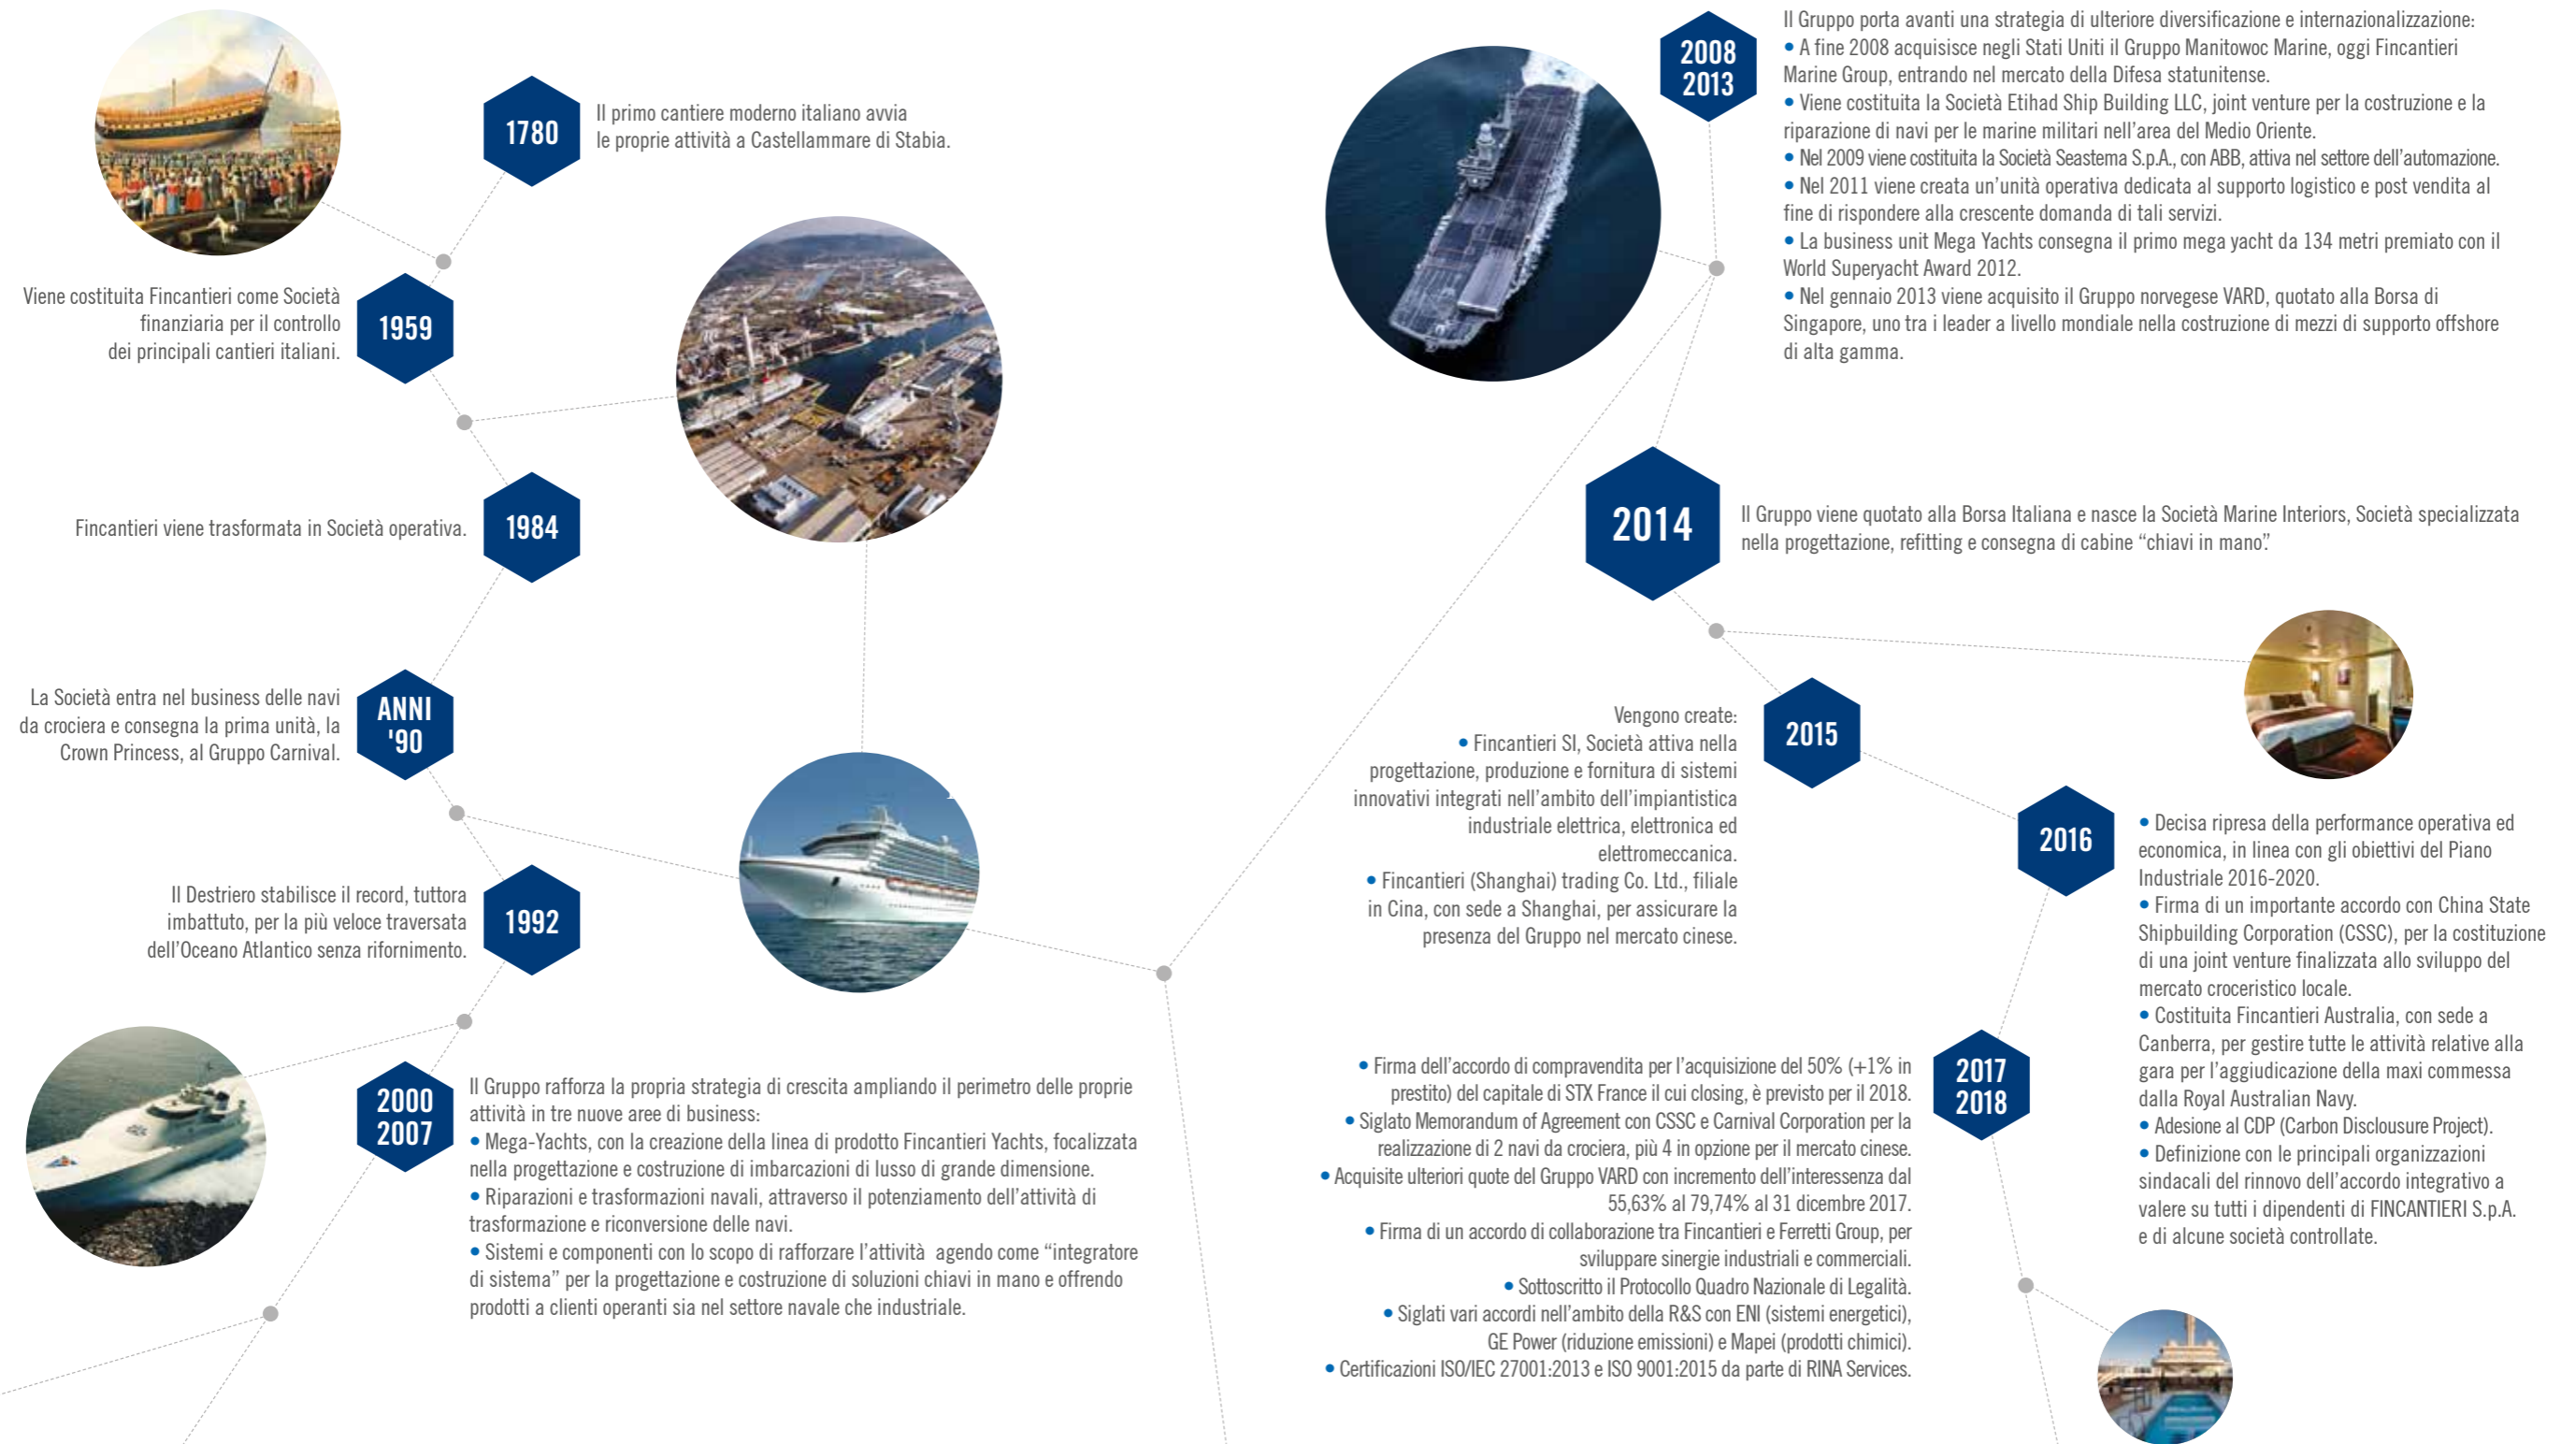 1780
Il primo cantiere moderno italiano avvia
le proprie attività a Castellammare di Stabia.
Viene costituita Fincantieri come Società
finanziaria per il controllo
dei principali cantieri italiani.
1959
Fincantieri viene trasformata in Società operativa.
1984
La Società entra nel business delle navi
da crociera e consegna la prima unità, la
Crown Princess, al Gruppo Carnival.
ANNI
'90
Il Destriero stabilisce il record, tuttora
imbattuto, per la più veloce traversata
dell'Oceano Atlantico senza rifornimento.
1992
2000
2007
Il Gruppo rafforza la propria strategia di crescita ampliando il perimetro delle proprie
attività in tre nuove aree di business:
• Mega-Yachts, con la creazione della linea di prodotto Fincantieri Yachts, focalizzata
nella progettazione e costruzione di imbarcazioni di lusso di grande dimensione.
• Riparazioni e trasformazioni navali, attraverso il potenziamento dell'attività di
trasformazione e riconversione delle navi.
• Sistemi e componenti con lo scopo di rafforzare l'attività agendo come “integratore
di sistema” per la progettazione e costruzione di soluzioni chiavi in mano e offrendo
prodotti a clienti operanti sia nel settore navale che industriale.
2008
2013
Il Gruppo porta avanti una strategia di ulteriore diversificazione e internazionalizzazione:
• A fine 2008 acquisisce negli Stati Uniti il Gruppo Manitowoc Marine, oggi Fincantieri
Marine Group, entrando nel mercato della Difesa statunitense.
• Viene costituita la Società Etihad Ship Building LLC, joint venture per la costruzione e la
riparazione di navi per le marine militari nell'area del Medio Oriente.
• Nel 2009 viene costituita la Società Seastema S.p.A., con ABB, attiva nel settore dell'automazione.
• Nel 2011 viene creata un'unità operativa dedicata al supporto logistico e post vendita al
fine di rispondere alla crescente domanda di tali servizi.
• La business unit Mega Yachts consegna il primo mega yacht da 134 metri premiato con il
World Superyacht Award 2012.
• Nel gennaio 2013 viene acquisito il Gruppo norvegese VARD, quotato alla Borsa di
Singapore, uno tra i leader a livello mondiale nella costruzione di mezzi di supporto offshore
di alta gamma.
2014
Il Gruppo viene quotato alla Borsa Italiana e nasce la Società Marine Interiors, Società specializzata
nella progettazione, refitting e consegna di cabine “chiavi in mano”.
Vengono create:
• Fincantieri SI, Società attiva nella
progettazione, produzione e fornitura di sistemi
innovativi integrati nell'ambito dell'impiantistica
industriale elettrica, elettronica ed
elettromeccanica.
• Fincantieri (Shanghai) trading Co. Ltd., filiale
in Cina, con sede a Shanghai, per assicurare la
presenza del Gruppo nel mercato cinese.
2015
2016
• Decisa ripresa della performance operativa ed
economica, in linea con gli obiettivi del Piano
Industriale 2016-2020.
• Firma di un importante accordo con China State
Shipbuilding Corporation (CSSC), per la costituzione
di una joint venture finalizzata allo sviluppo del
mercato croceristico locale.
• Costituita Fincantieri Australia, con sede a
Canberra, per gestire tutte le attività relative alla
gara per l'aggiudicazione della maxi commessa
dalla Royal Australian Navy.
• Adesione al CDP (Carbon Disclousure Project).
• Definizione con le principali organizzazioni
sindacali del rinnovo dell'accordo integrativo a
valere su tutti i dipendenti di FINCANTIERI S.p.A.
e di alcune società controllate.
• Firma dell'accordo di compravendita per l'acquisizione del 50% (+1% in
prestito) del capitale di STX France il cui closing, è previsto per il 2018.
• Siglato Memorandum of Agreement con CSSC e Carnival Corporation per la
realizzazione di 2 navi da crociera, più 4 in opzione per il mercato cinese.
• Acquisite ulteriori quote del Gruppo VARD con incremento dell'interessenza dal
55,63% al 79,74% al 31 dicembre 2017.
• Firma di un accordo di collaborazione tra Fincantieri e Ferretti Group, per
sviluppare sinergie industriali e commerciali.
• Sottoscritto il Protocollo Quadro Nazionale di Legalità.
• Siglati vari accordi nell'ambito della R&S con ENI (sistemi energetici),
GE Power (riduzione emissioni) e Mapei (prodotti chimici).
• Certificazioni ISO/IEC 27001:2013 e ISO 9001:2015 da parte di RINA Services.
2017
2018